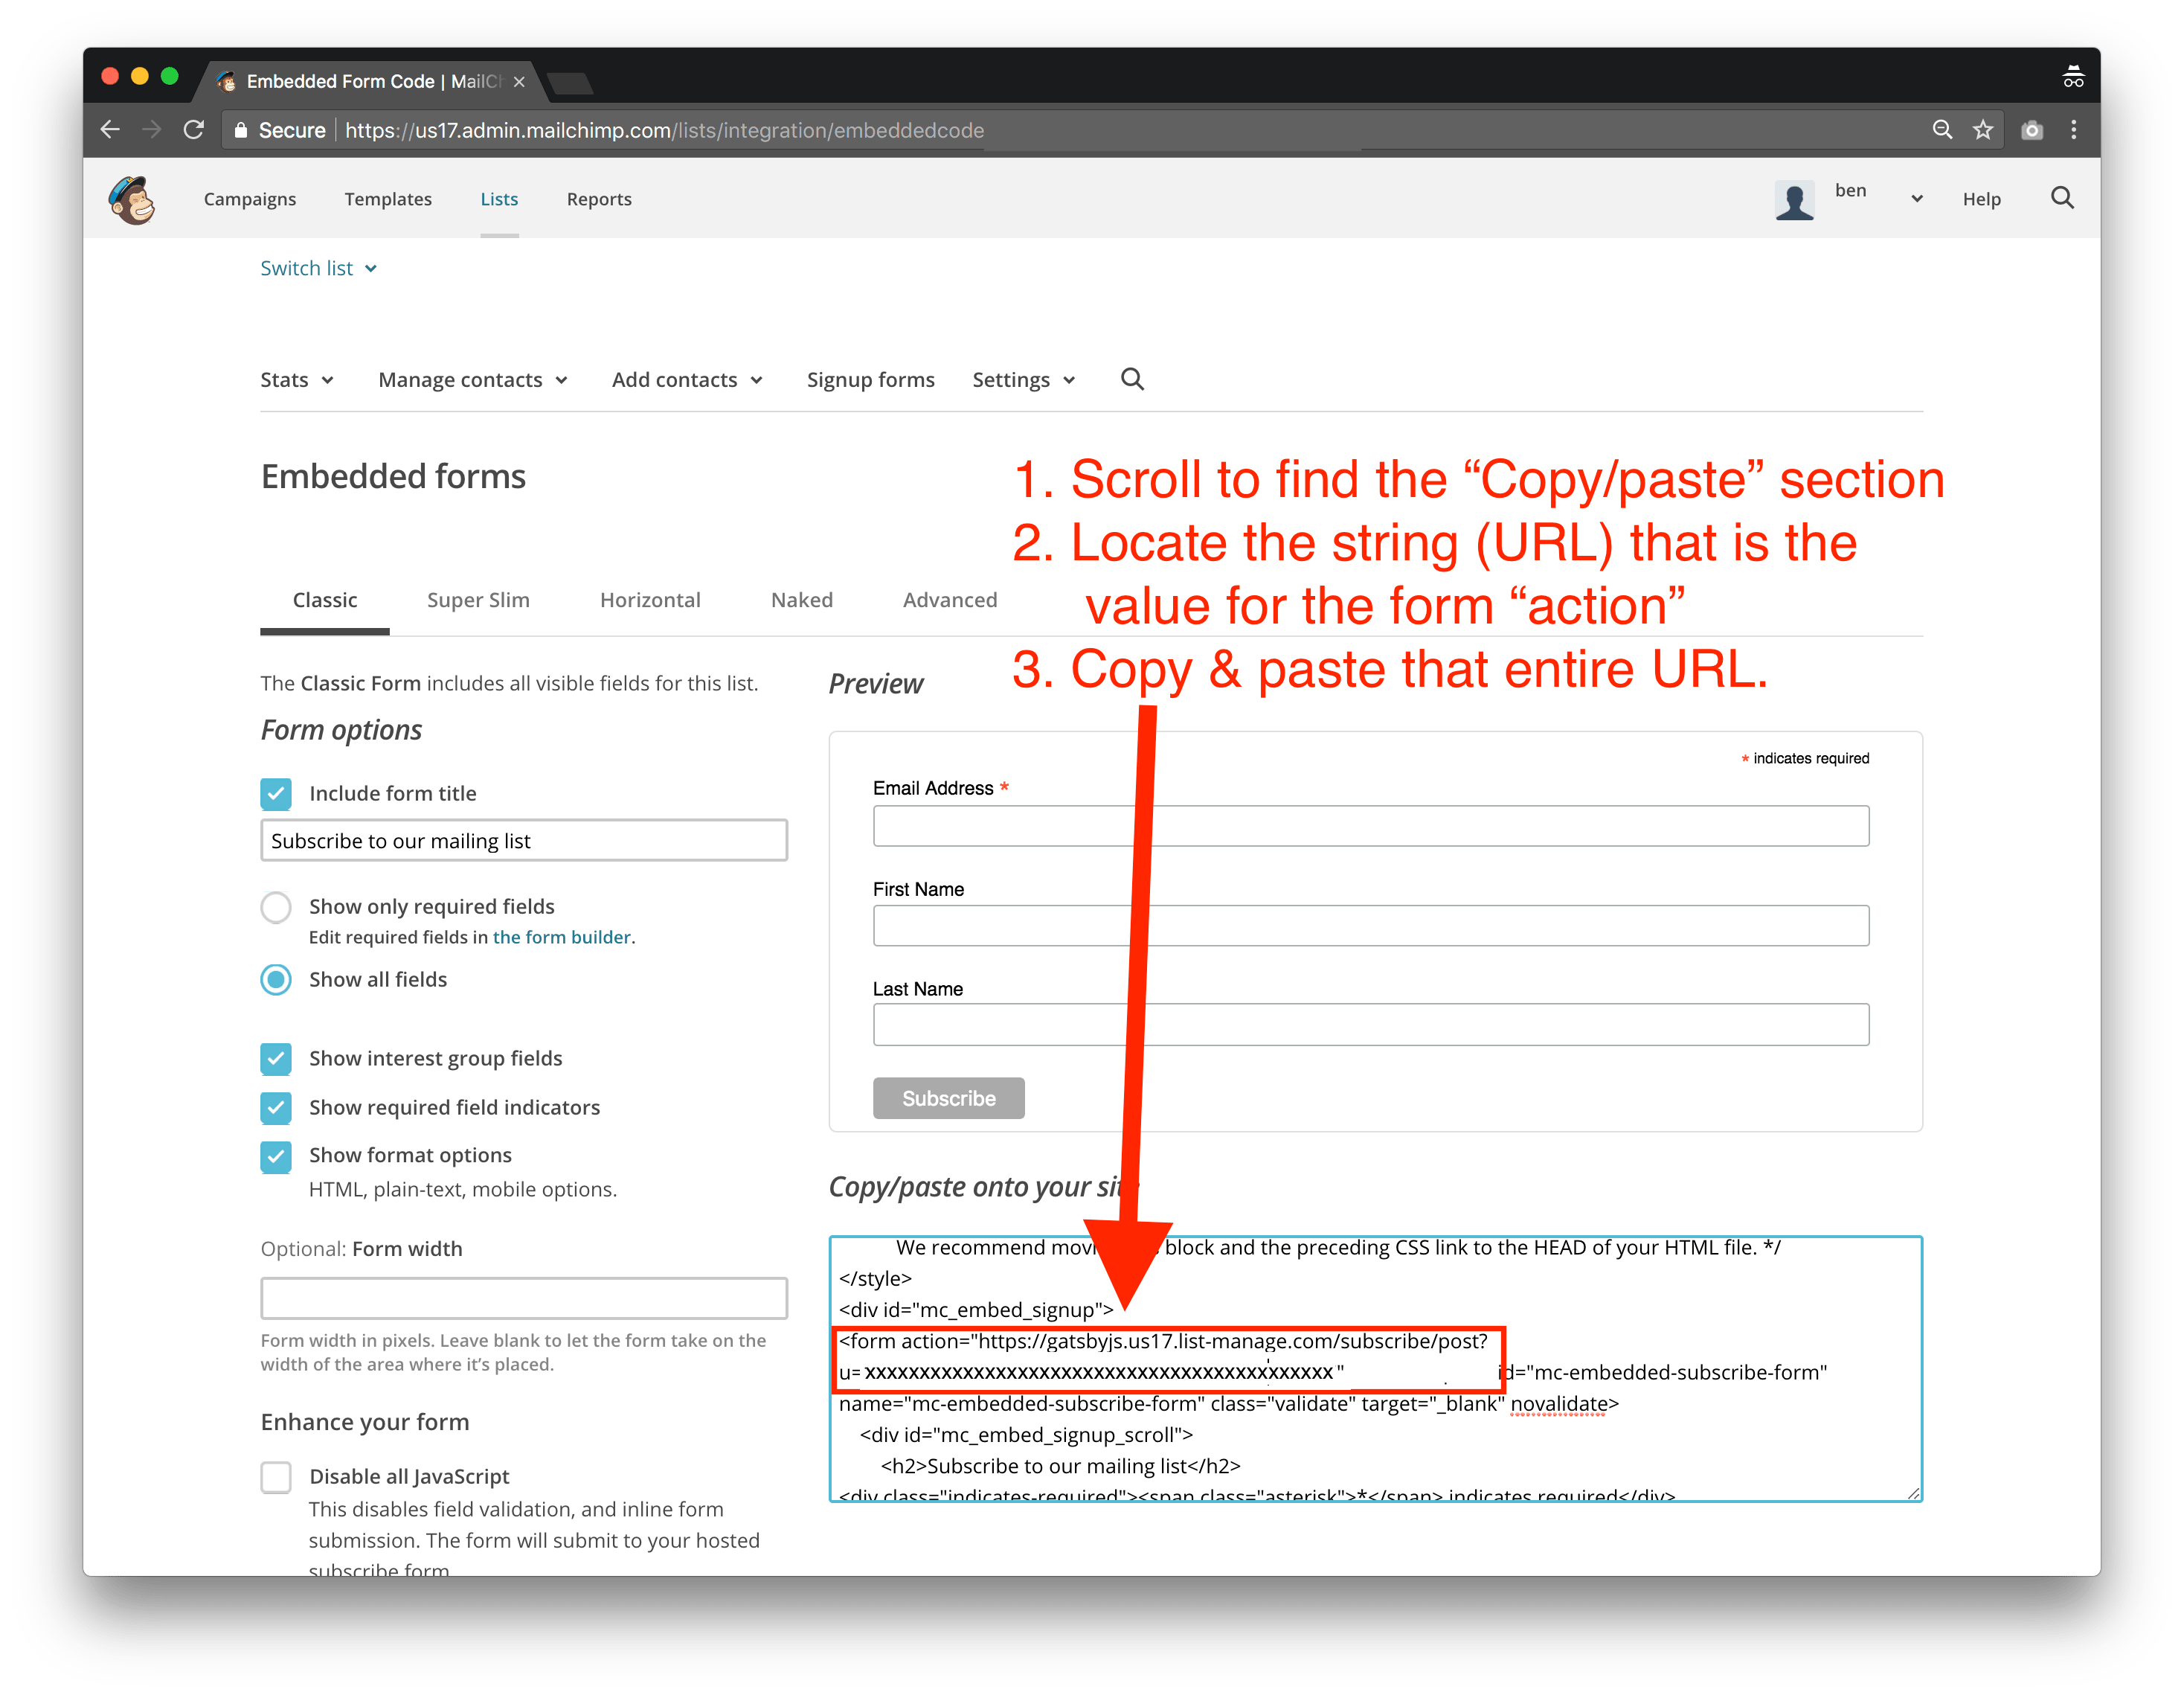 Embedded Form Code | MailCh
Secure https://us17.admin.mailchimp.com/lists/integration/embeddedcode
Campaigns Templates Lists Reports ben Help
Switch list
Stats Manage contacts Add contacts Signup forms Settings
Embedded forms
1. Scroll to find the “Copy/paste” section
2. Locate the string (URL) that is the
value for the form “action”
3. Copy & paste that entire URL.
Classic Super Slim Horizontal Naked Advanced
The Classic Form includes all visible fields for this list.
Form options
Include form title
Subscribe to our mailing list
Show only required fields
Edit required fields in the form builder.
Show all fields
Show interest group fields
Show required field indicators
Show format options
HTML, plain-text, mobile options.
Optional: Form width
Form width in pixels. Leave blank to let the form take on the
width of the area where it’s placed.
Enhance your form
Disable all JavaScript
This disables field validation, and inline form
submission. The form will submit to your hosted
subscribe form
Preview
* indicates required
Email Address *
First Name
Last Name
Subscribe
Copy/paste onto your sit
We recommend movi block and the preceding CSS link to the HEAD of your HTML file. */
</style>
<div id="mc_embed_signup">
<form action="https://gatsbyjs.us17.list-manage.com/subscribe/post?
u=xxxxxxxxxxxxxxxxxxxxxxxxxxxxxxxxxxxxxxxxxxx" id="mc-embedded-subscribe-form"
name="mc-embedded-subscribe-form" class="validate" target="_blank" novalidate>
<div id="mc_embed_signup_scroll">
<h2>Subscribe to our mailing list</h2>
<div class="indicates-required"><span class="asterisk">*</span> indicates required</div>